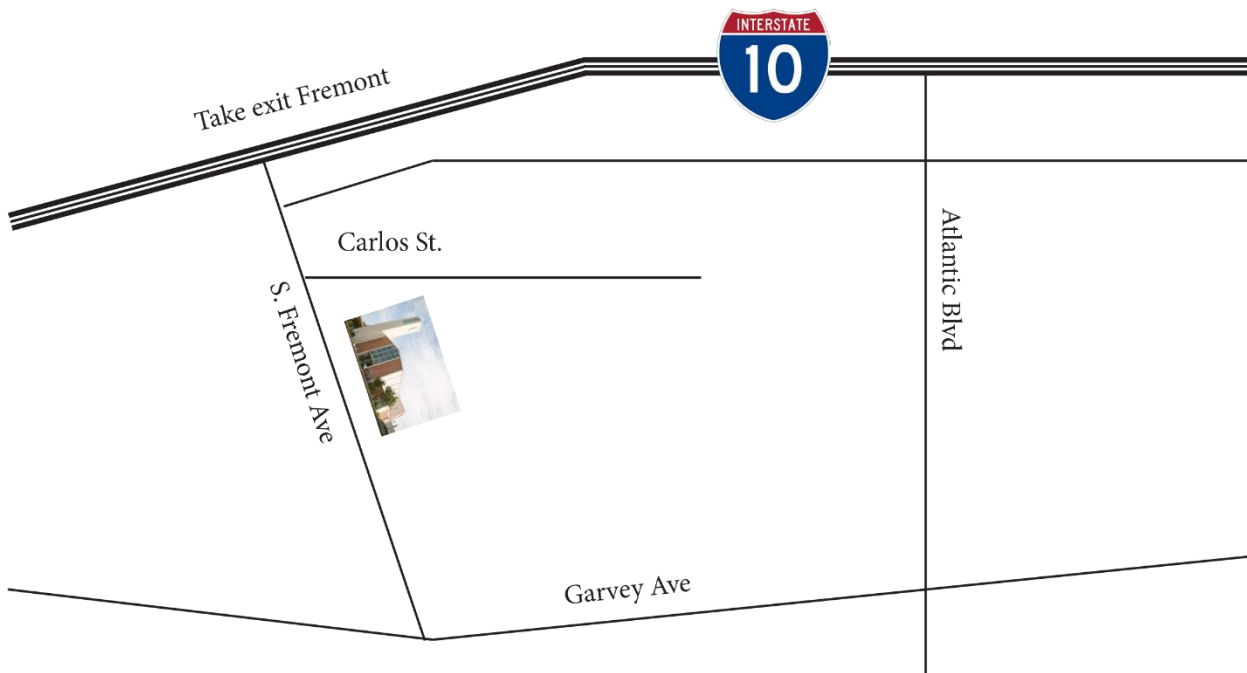 INTERSTATE
10
Take exit Fremont
Carlos St.
S. Fremont Ave
Atlantic Blvd
Garvey Ave